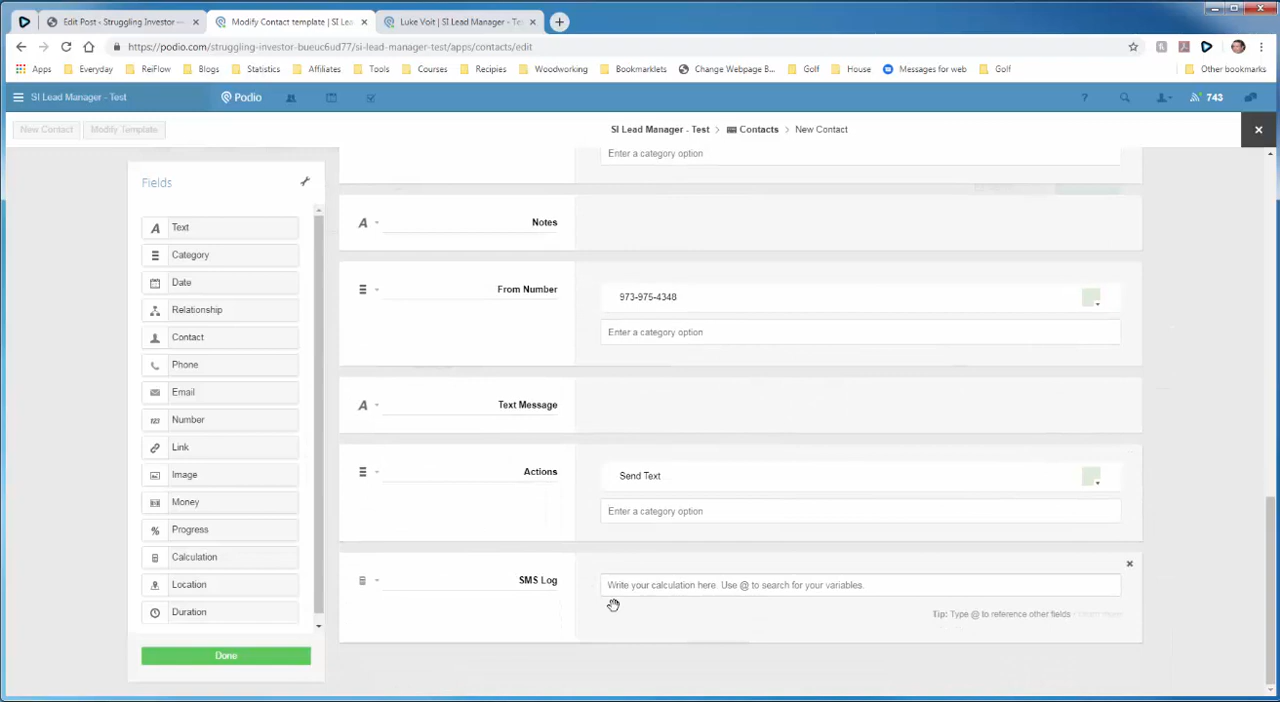 Edit Post ‹ Struggling Investor —
Modify Contact template | SI Lea
Luke Voit | SI Lead Manager - Te
https://podio.com/struggling-investor-bueuc6ud77/si-lead-manager-test/apps/contacts/edit
Apps
Everyday
ReiFlow
Blogs
Statistics
Affiliates
Tools
Courses
Recipies
Woodworking
Bookmarklets
Change Webpage B...
Golf
House
Messages for web
Golf
Other bookmarks
SI Lead Manager - Test
Podio
?
743
New Contact
Modify Template
SI Lead Manager - Test > Contacts > New Contact
Fields
Text
Category
Date
Relationship
Contact
Phone
Email
Number
Link
Image
Money
Progress
Calculation
Location
Duration
Done
Enter a category option
Notes
From Number
973-975-4348
Enter a category option
Text Message
Actions
Send Text
Enter a category option
SMS Log
Write your calculation here. Use @ to search for your variables.
Tip: Type @ to reference other fields